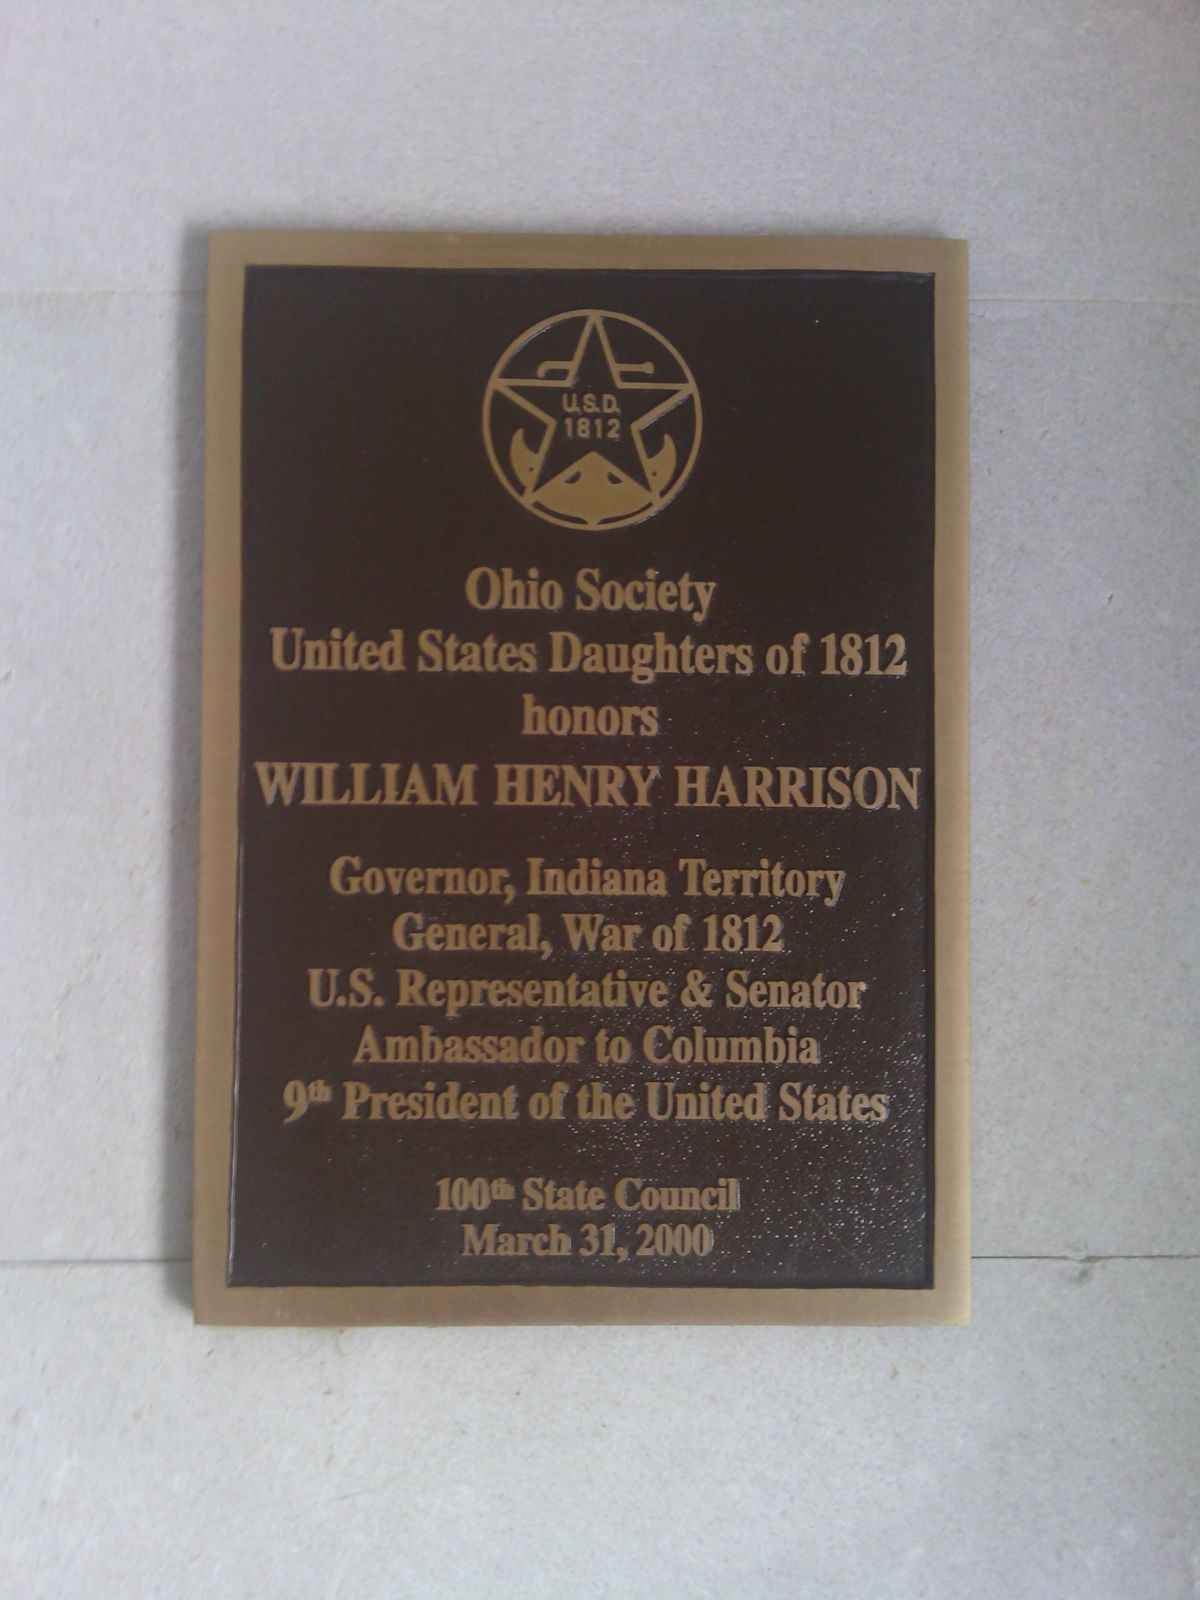 U.S.D.
1812
Ohio Society
United States Daughters of 1812
honors
WILLIAM HENRY HARRISON
Governor, Indiana Territory
General, War of 1812
U.S. Representative & Senator
Ambassador to Columbia
9th President of the United States
100th State Council
March 31, 2000